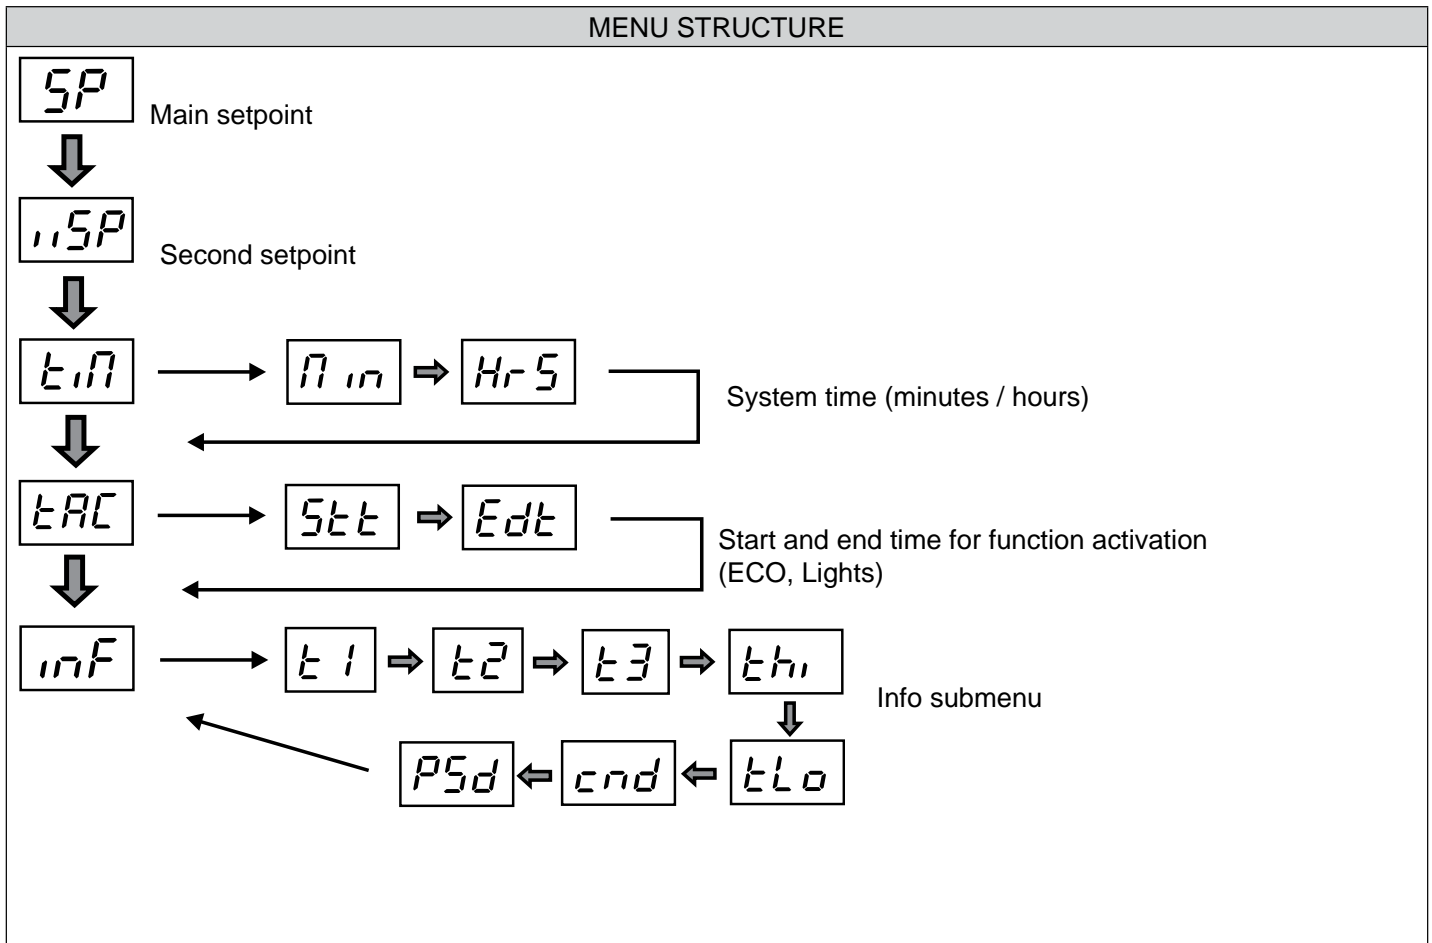 MENU STRUCTURE
SP
Main setpoint
iiSP
Second setpoint
tiM
Min
HrS
System time (minutes / hours)
tAC
Stt
Edt
Start and end time for function activation
(ECO, Lights)
inF
t1
t2
t3
thi
Info submenu
tLo
cnd
PSd